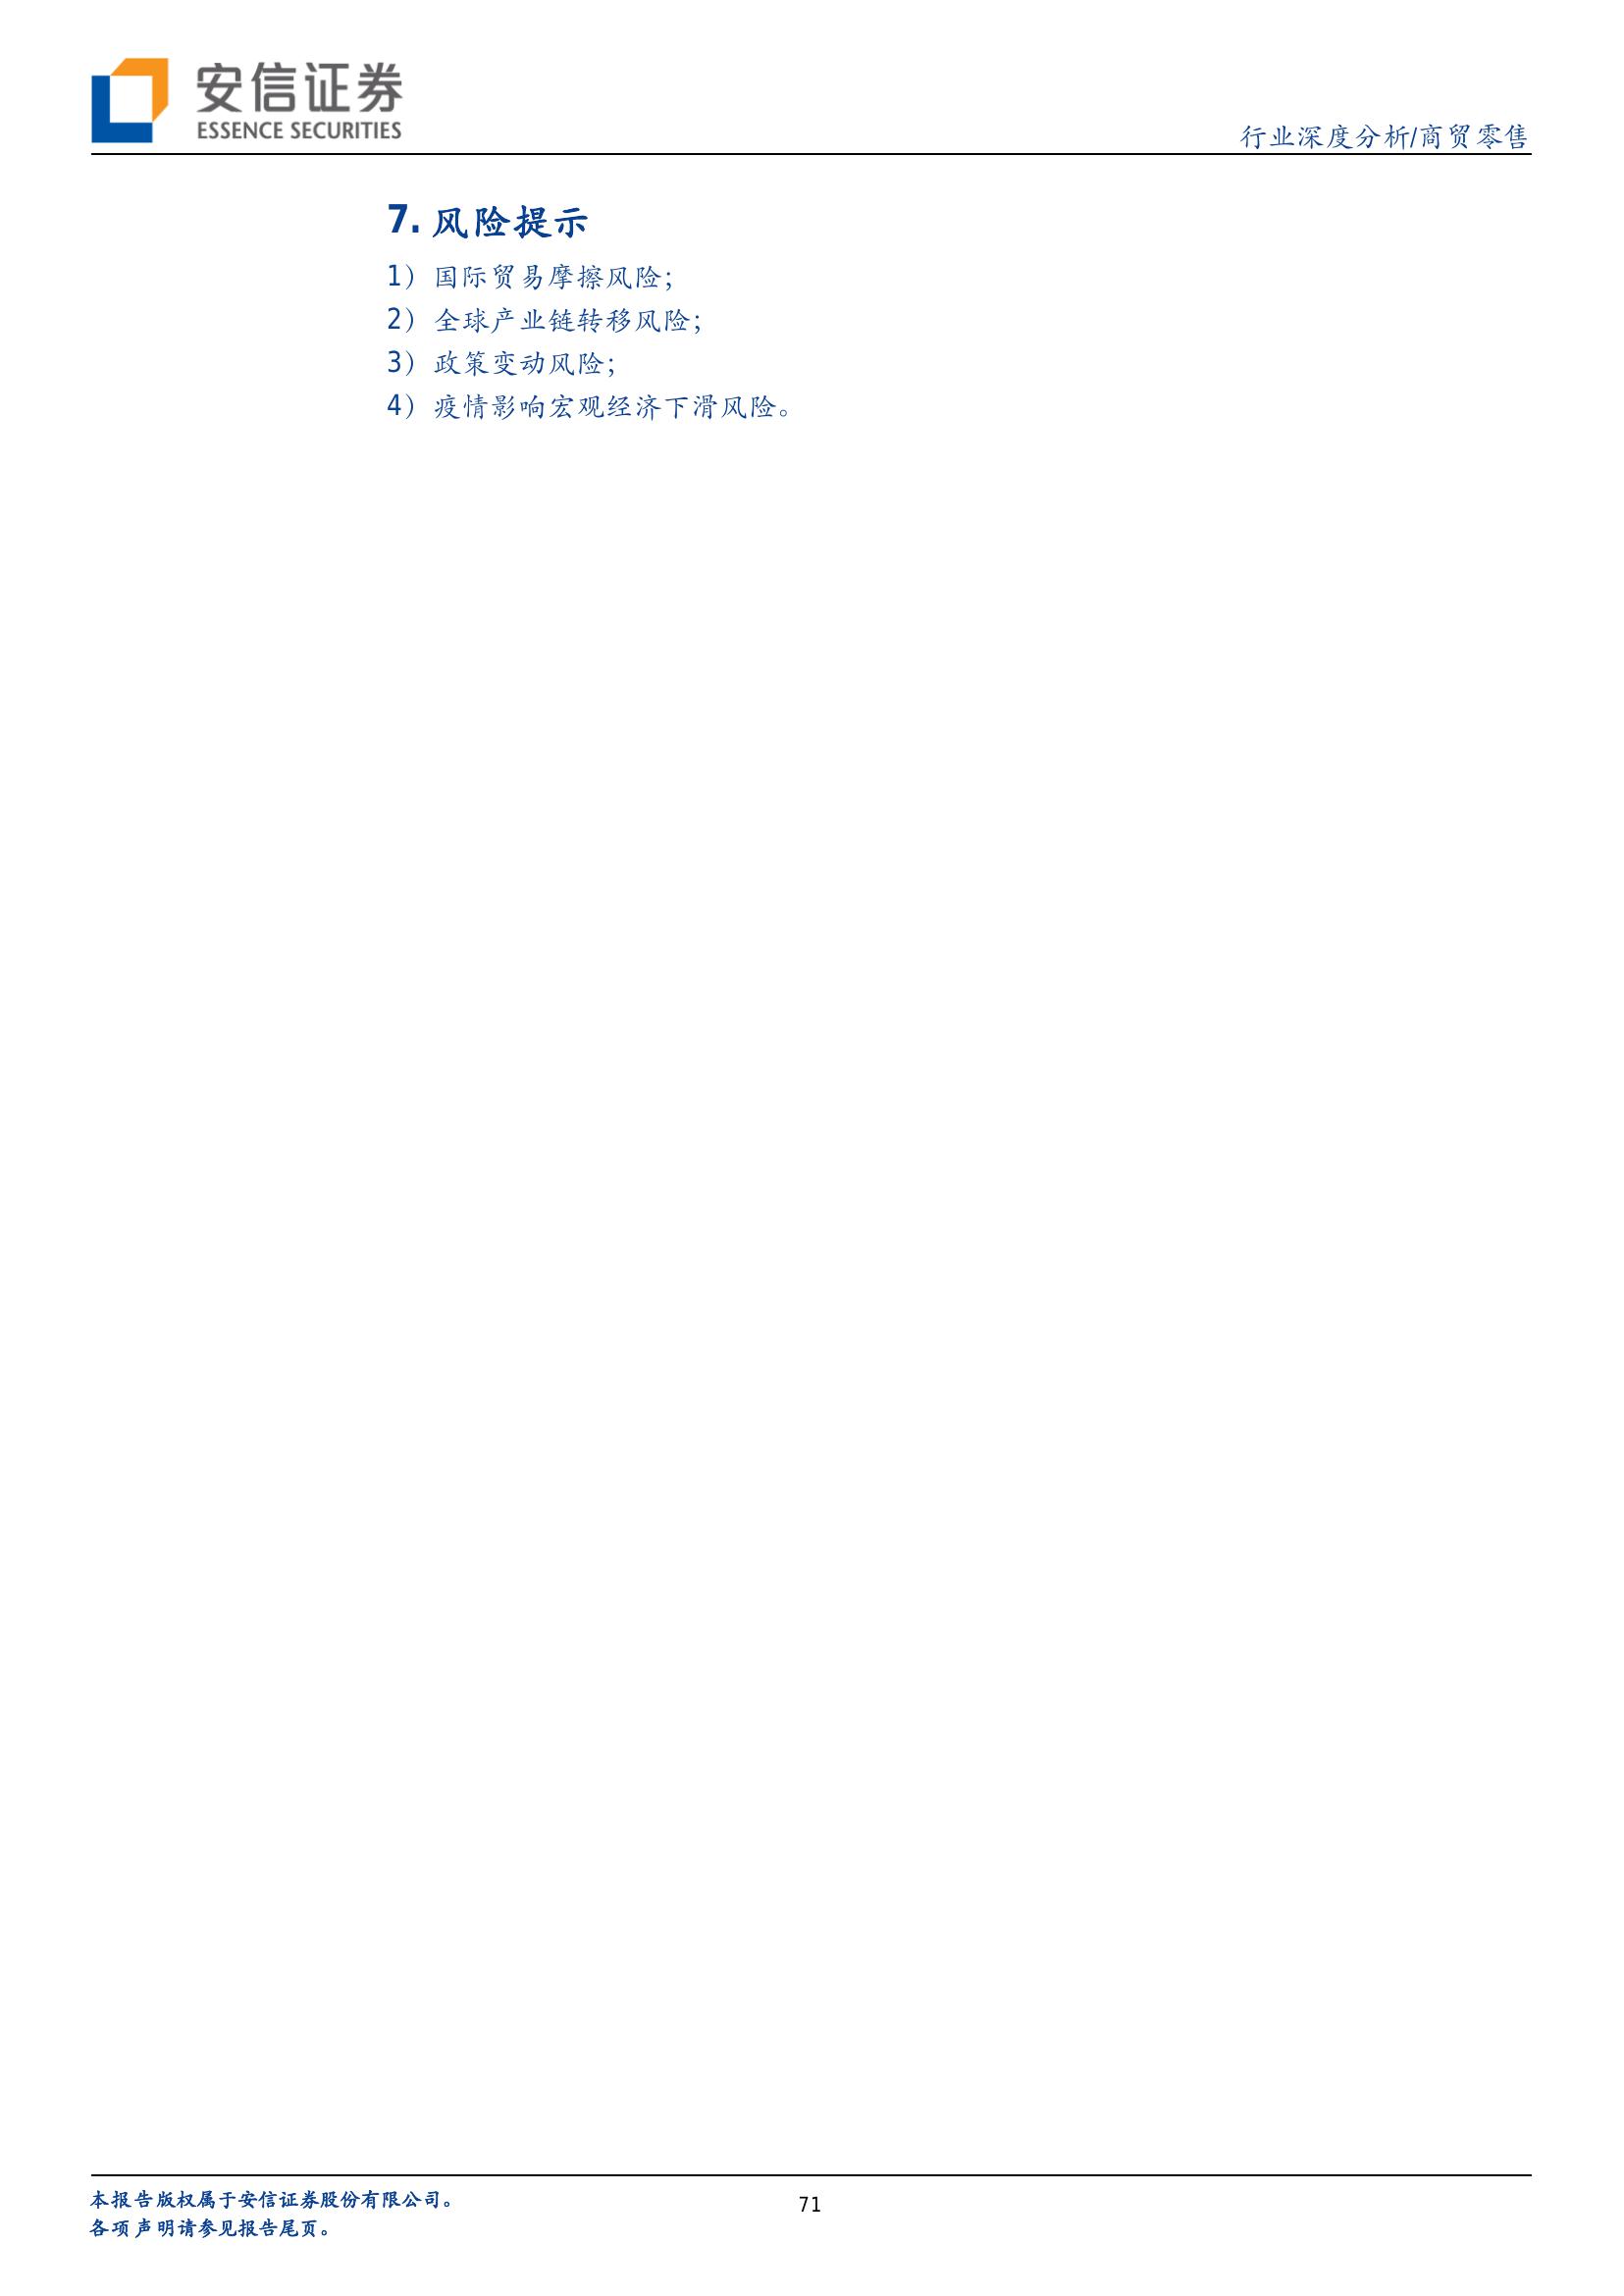 安信证券
ESSENCE SECURITIES
行业深度分析/商贸零售
7. 风险提示
1）国际贸易摩擦风险；
2）全球产业链转移风险；
3）政策变动风险；
4）疫情影响宏观经济下滑风险。
本报告版权属于安信证券股份有限公司。
各项声明请参见报告尾页。
71